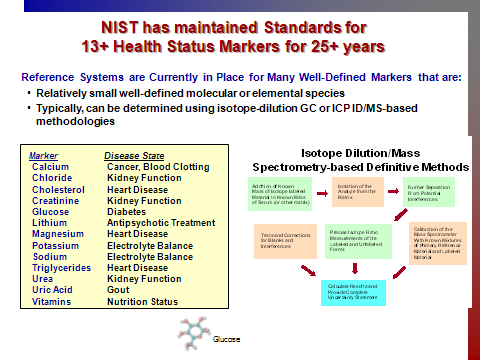 NIST has maintained Standards for
13+ Health Status Markers for 25+ years
Reference Systems are Currently in Place for Many Well-Defined Markers that are:
• Relatively small well-defined molecular or elemental species
• Typically, can be determined using isotope-dilution GC or ICP ID/MS-based
methodologies
Marker Disease State
Calcium Cancer, Blood Clotting
Chloride Kidney Function
Cholesterol Heart Disease
Creatinine Kidney Function
Glucose Diabetes
Lithium Antipsychotic Treatment
Magnesium Heart Disease
Potassium Electrolyte Balance
Sodium Electrolyte Balance
Triglycerides Heart Disease
Urea Kidney Function
Uric Acid Gout
Vitamins Nutrition Status
Isotope Dilution/Mass
Spectrometry-based Definitive Methods
Addition of Known
Mass of Isotope labeled
Material to Known Mass
of Serum (or other matrix)
Isolation of the
Analyte from the
Matrix
Further Separation
From Potential
Interferences
Tests and Corrections
for Blanks and
Interferences
Precise Isotope Ratio
Measurements of the
Labeled and Unlabeled
Forms
Calibration of the
Mass Spectrometer
With Known Mixtures
of Primary Reference
Material and Labeled
Material
Calculate Results and
Provide Complete
Uncertainty Statement
Glucose